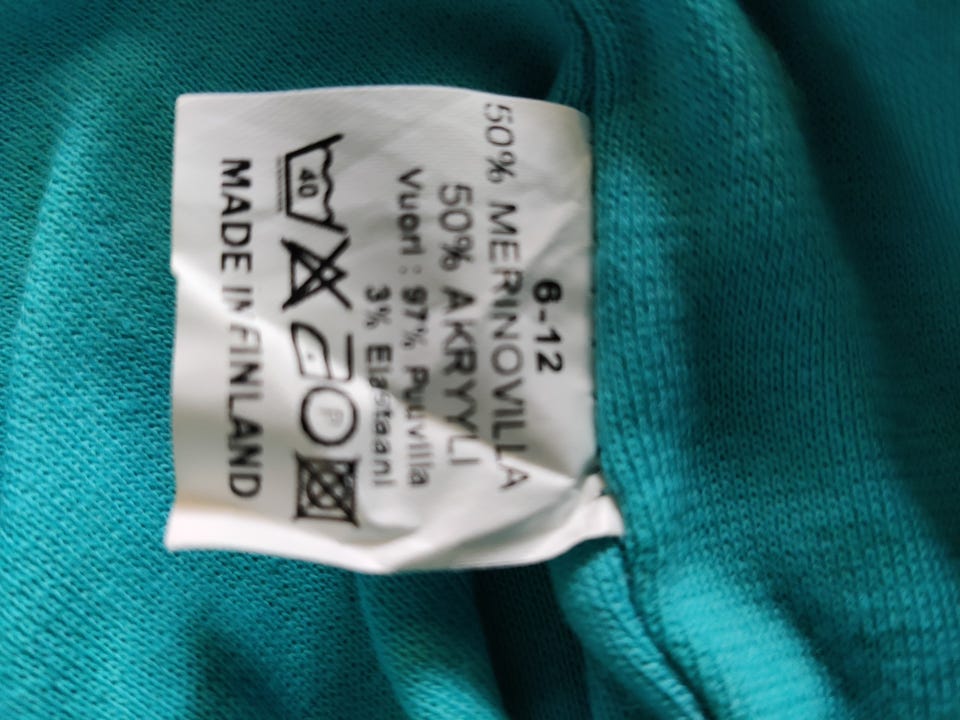 6-12
50% MERINOVILLA
50% AKRYYLI
Vuori : 97% Puuvilla
3% Elastaani
40
P
MADE IN FINLAND